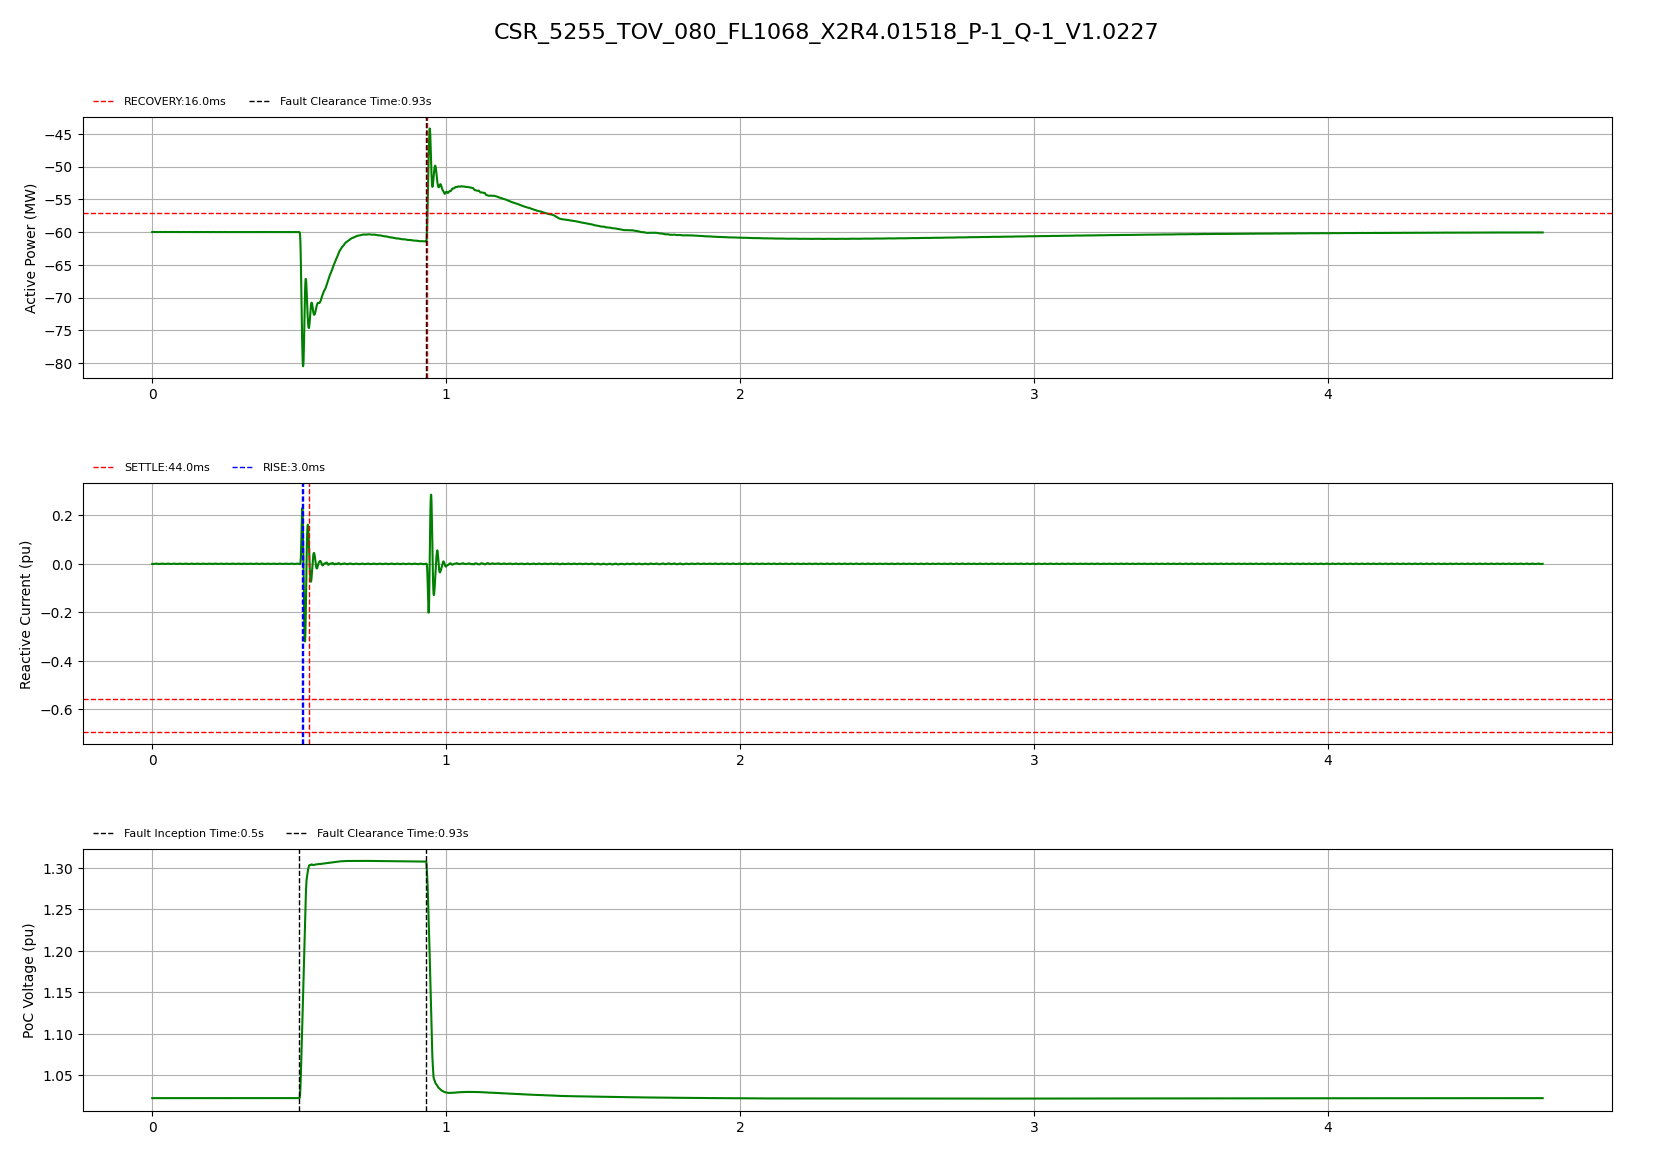 CSR_5255_TOV_080_FL1068_X2R4.01518_P-1_Q-1_V1.0227
RECOVERY:16.0ms Fault Clearance Time:0.93s
Active Power (MW)
−45
−50
−55
−60
−65
−70
−75
−80
0 1 2 3 4
SETTLE:44.0ms RISE:3.0ms
Reactive Current (pu)
0.2
0.0
−0.2
−0.4
−0.6
0 1 2 3 4
Fault Inception Time:0.5s Fault Clearance Time:0.93s
PoC Voltage (pu)
1.30
1.25
1.20
1.15
1.10
1.05
0 1 2 3 4